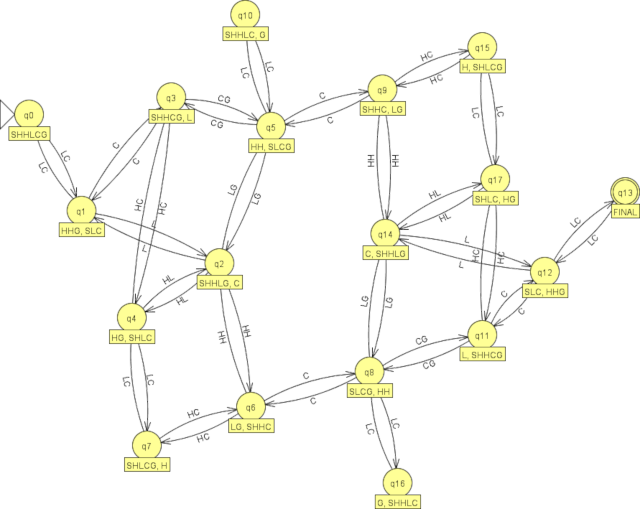 q10
SHHLC, G
LC
LC
q15
H, SHLCG
HC
HC
q9
SHHC, LG
q3
SHHCG, L
CG
CG
C
C
q5
HH, SLCG
LC
LC
q0
SHHLCG
LC
LC
C
C
HH
HH
q17
SHLC, HG
HL
HL
q13
FINAL
q1
HHG, SLC
LG
LG
HC
HC
L
L
q14
C, SHHLG
L
L
LC
LC
HC
HC
q2
SHHLG, C
q12
SLC, HHG
HL
HL
LG
LG
C
C
q4
HG, SHLC
HH
HH
q11
L, SHHCG
CG
CG
q8
SLCG, HH
LC
LC
C
C
q6
LG, SHHC
HC
HC
q7
SHLCG, H
LC
LC
q16
G, SHHLC